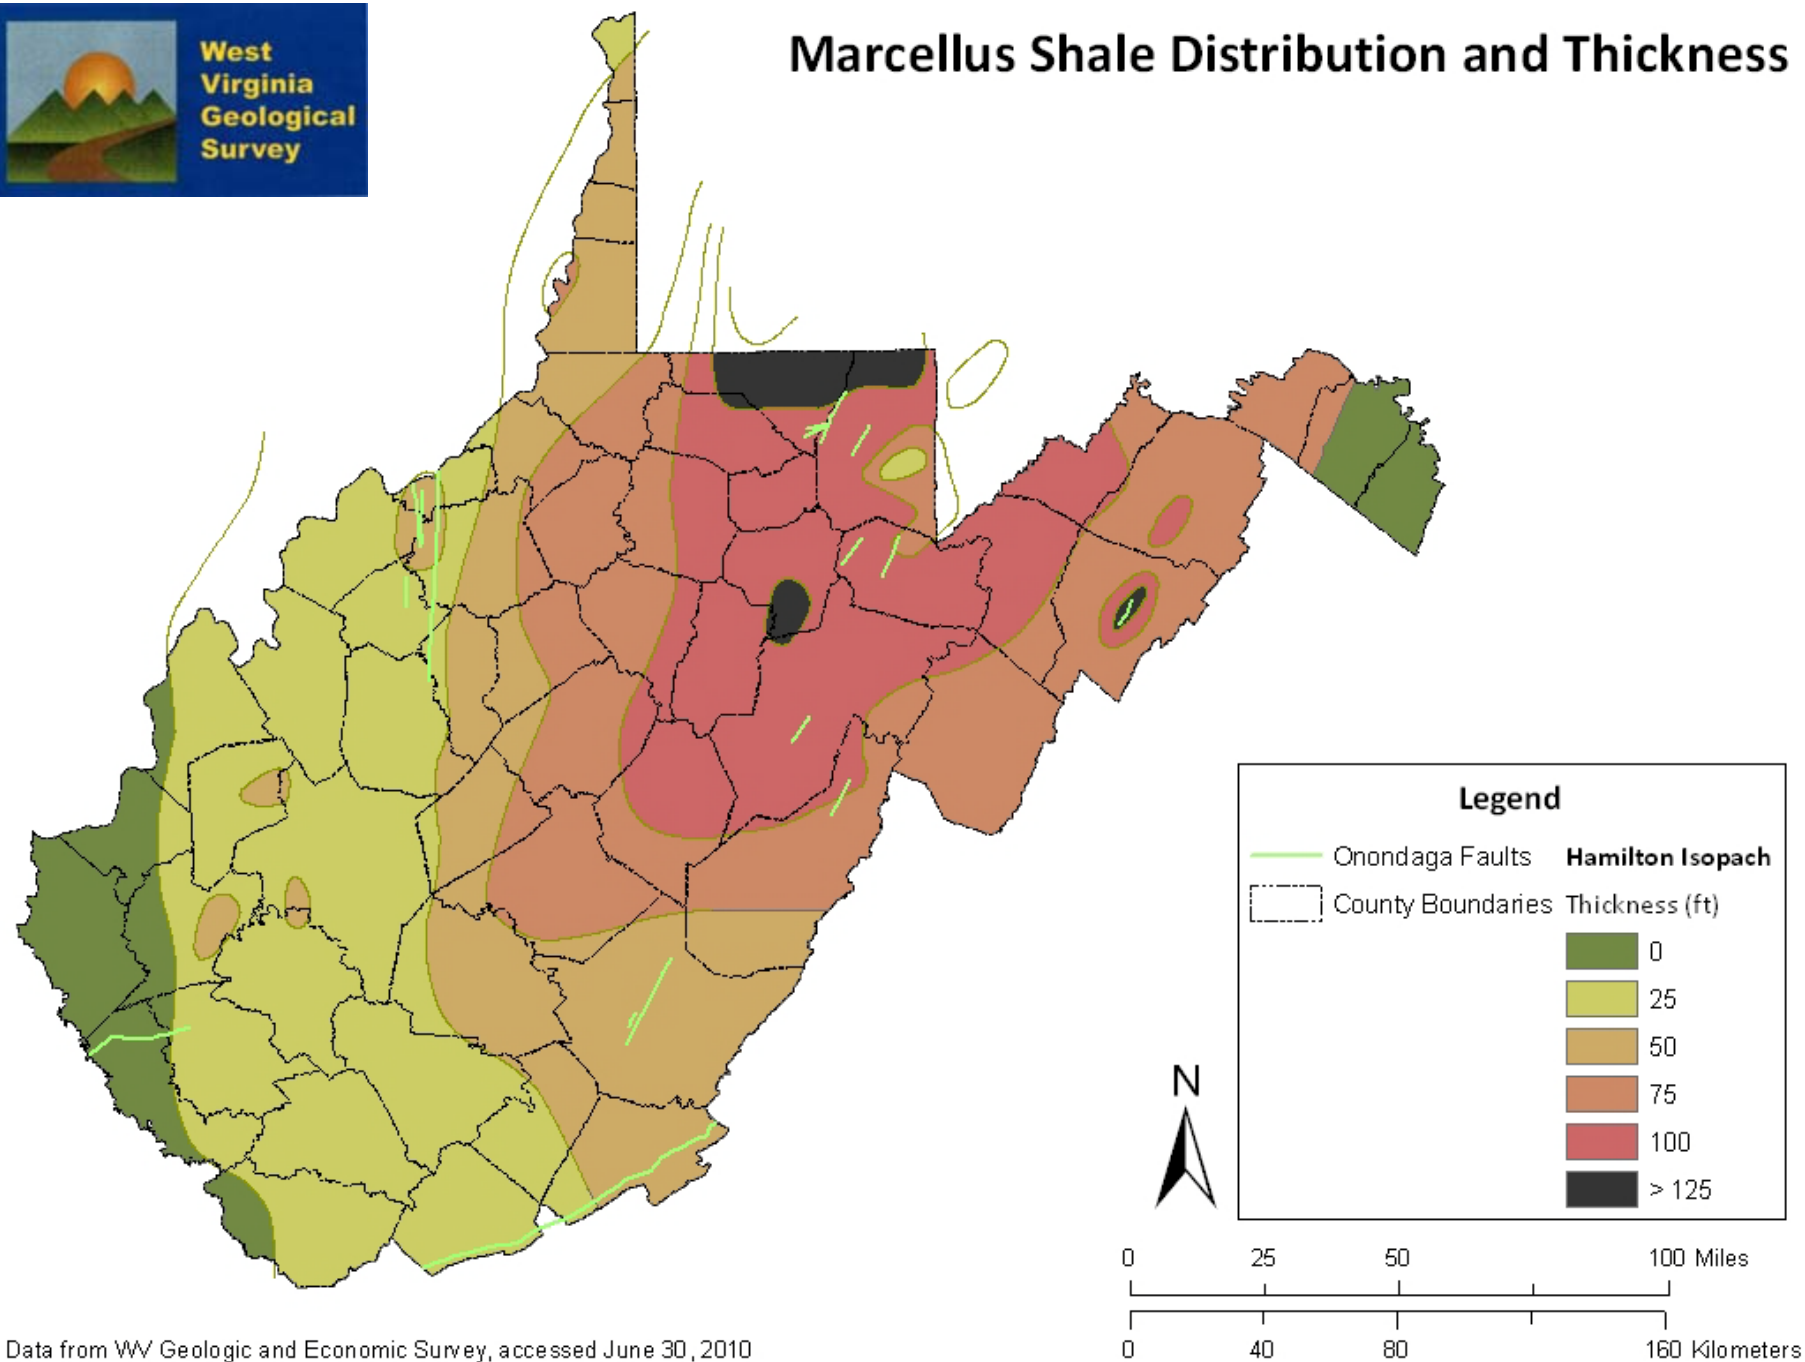 West
Virginia
Geological
Survey
Marcellus Shale Distribution and Thickness
Legend
Onondaga Faults
County Boundaries
Hamilton Isopach
Thickness (ft)
0
25
50
75
100
> 125
N
0 25 50 100 Miles
0 40 80 160 Kilometers
Data from WV Geologic and Economic Survey, accessed June 30, 2010